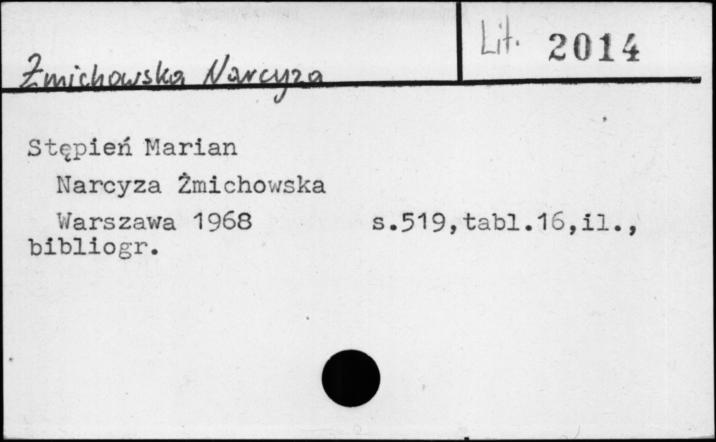 Żmichowska Narcyza
Lit. 2014
Stępień Marian
Narcyza Żmichowska
Warszawa 1968 s.519,tabl.16,il.,
bibliogr.